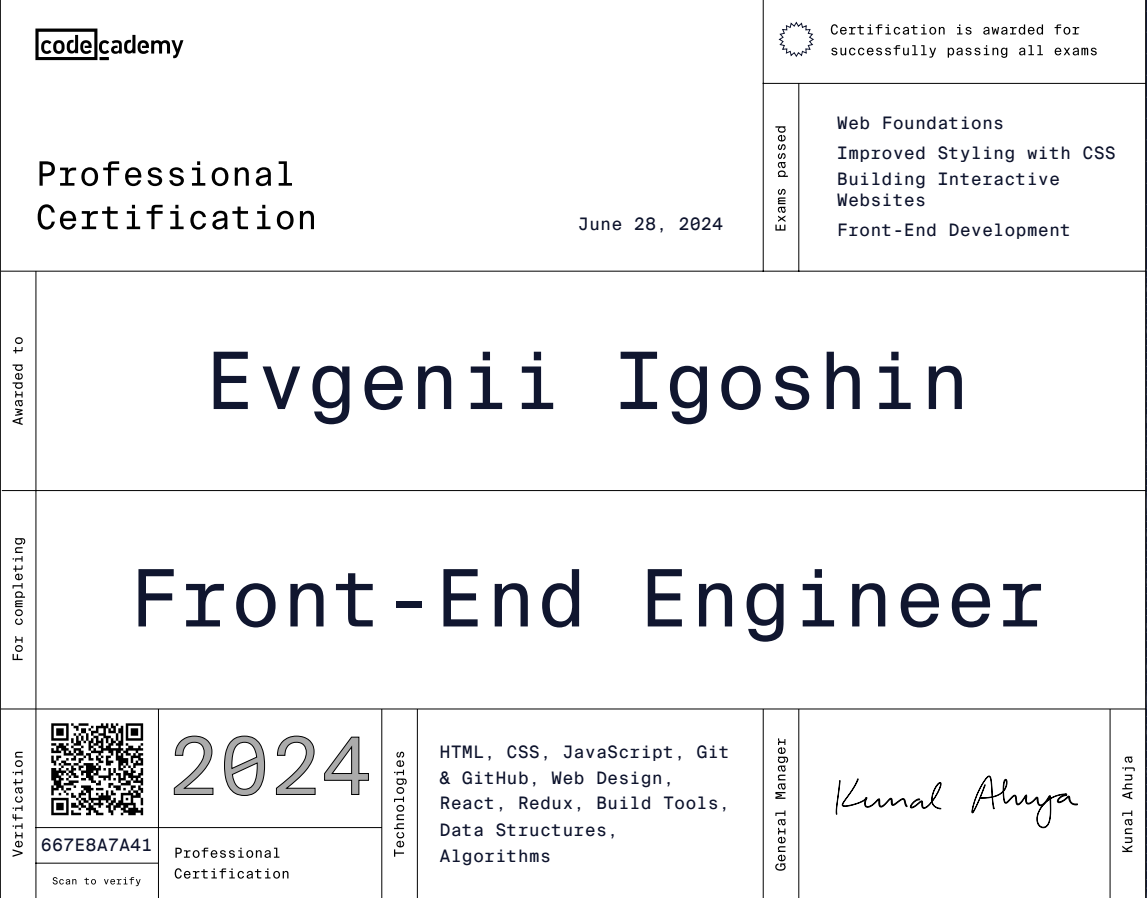 codecademy
Certification is awarded for
successfully passing all exams
Professional
Certification
June 28, 2024
Exams passed
Web Foundations
Improved Styling with CSS
Building Interactive
Websites
Front-End Development
Awarded to
Evgenii Igoshin
For completing
Front-End Engineer
Verification
667E8A7A41
Scan to verify
2024
Professional
Certification
Technologies
HTML, CSS, JavaScript, Git
& GitHub, Web Design,
React, Redux, Build Tools,
Data Structures,
Algorithms
General Manager
Kunal Ahuja
Kunal Ahuja